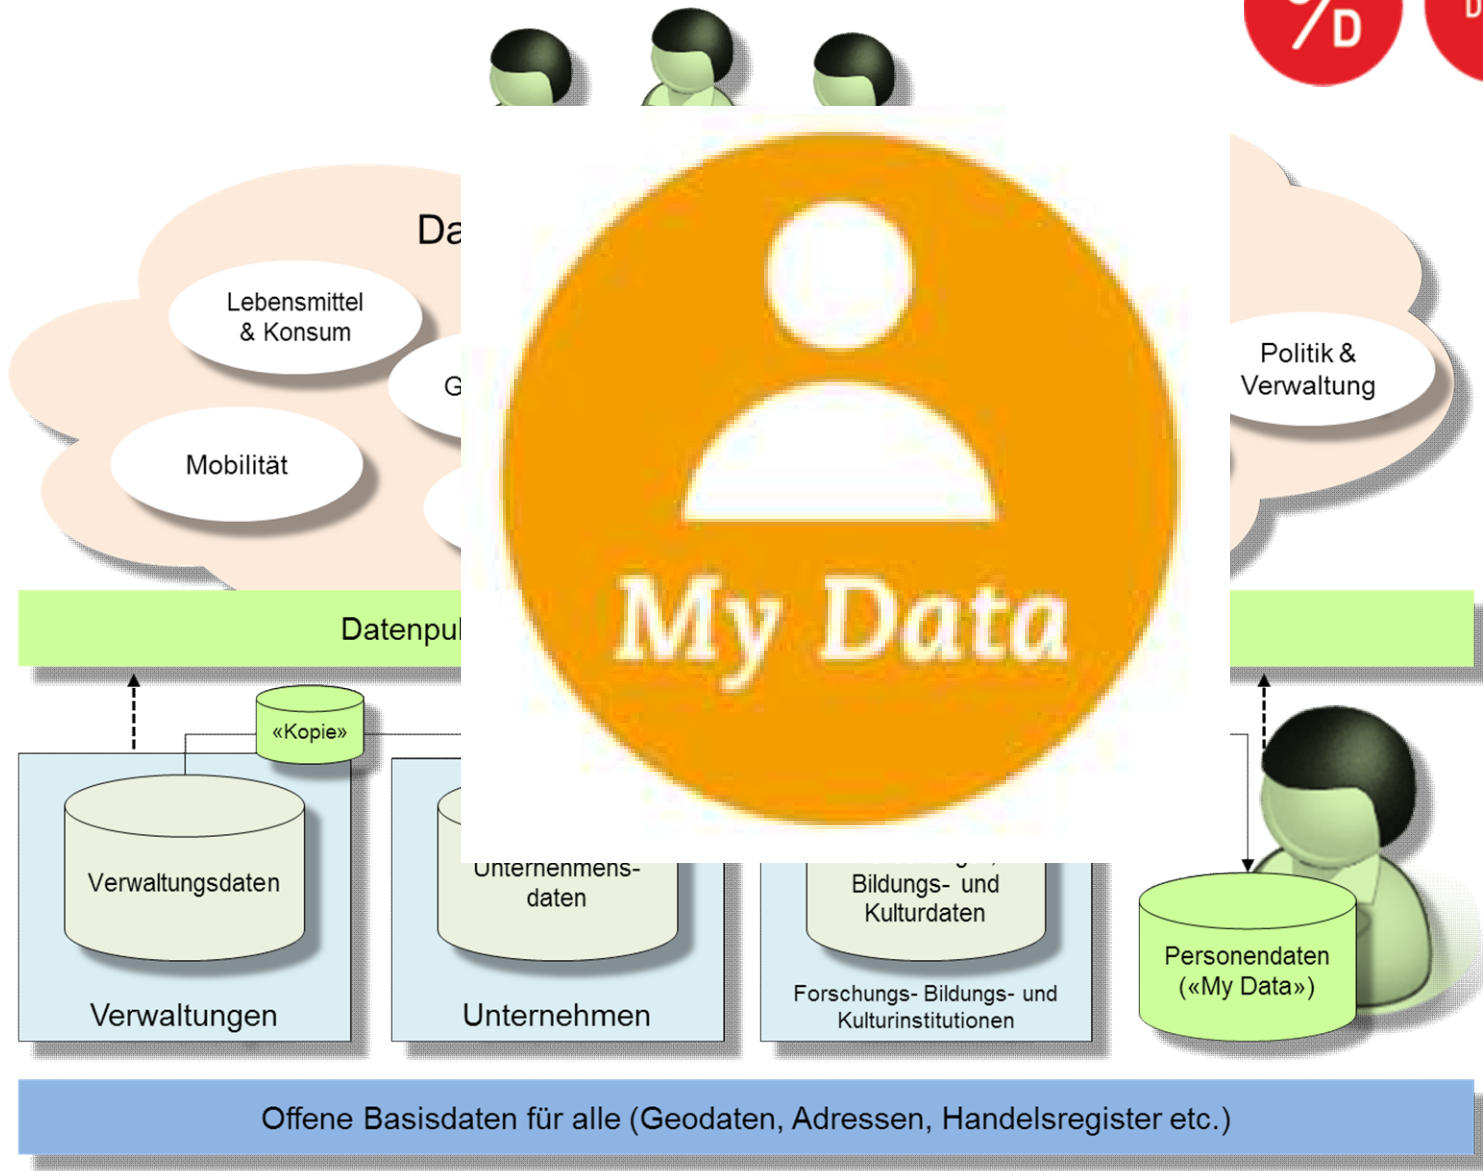 D
D
Lebensmittel
& Konsum
Politik &
Verwaltung
Mobilität
My Data
«Kopie»
Verwaltungsdaten
Unternehmens-
daten
Bildungs- und
Kulturdaten
Personendaten
(«My Data»)
Verwaltungen
Unternehmen
Forschungs- Bildungs- und
Kulturinstitutionen
Offene Basisdaten für alle (Geodaten, Adressen, Handelsregister etc.)